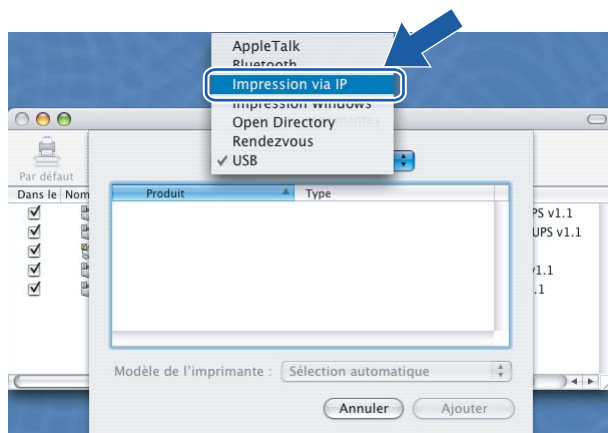 AppleTalk
Bluetooth
Impression via IP
Impression Windows
Open Directory
Rendezvous
✓ USB
Par défaut
Dans le Nom
Produit Type
PS v1.1
UPS v1.1
v1.1
.1
Modèle de l'imprimante : Sélection automatique
Annuler Ajouter